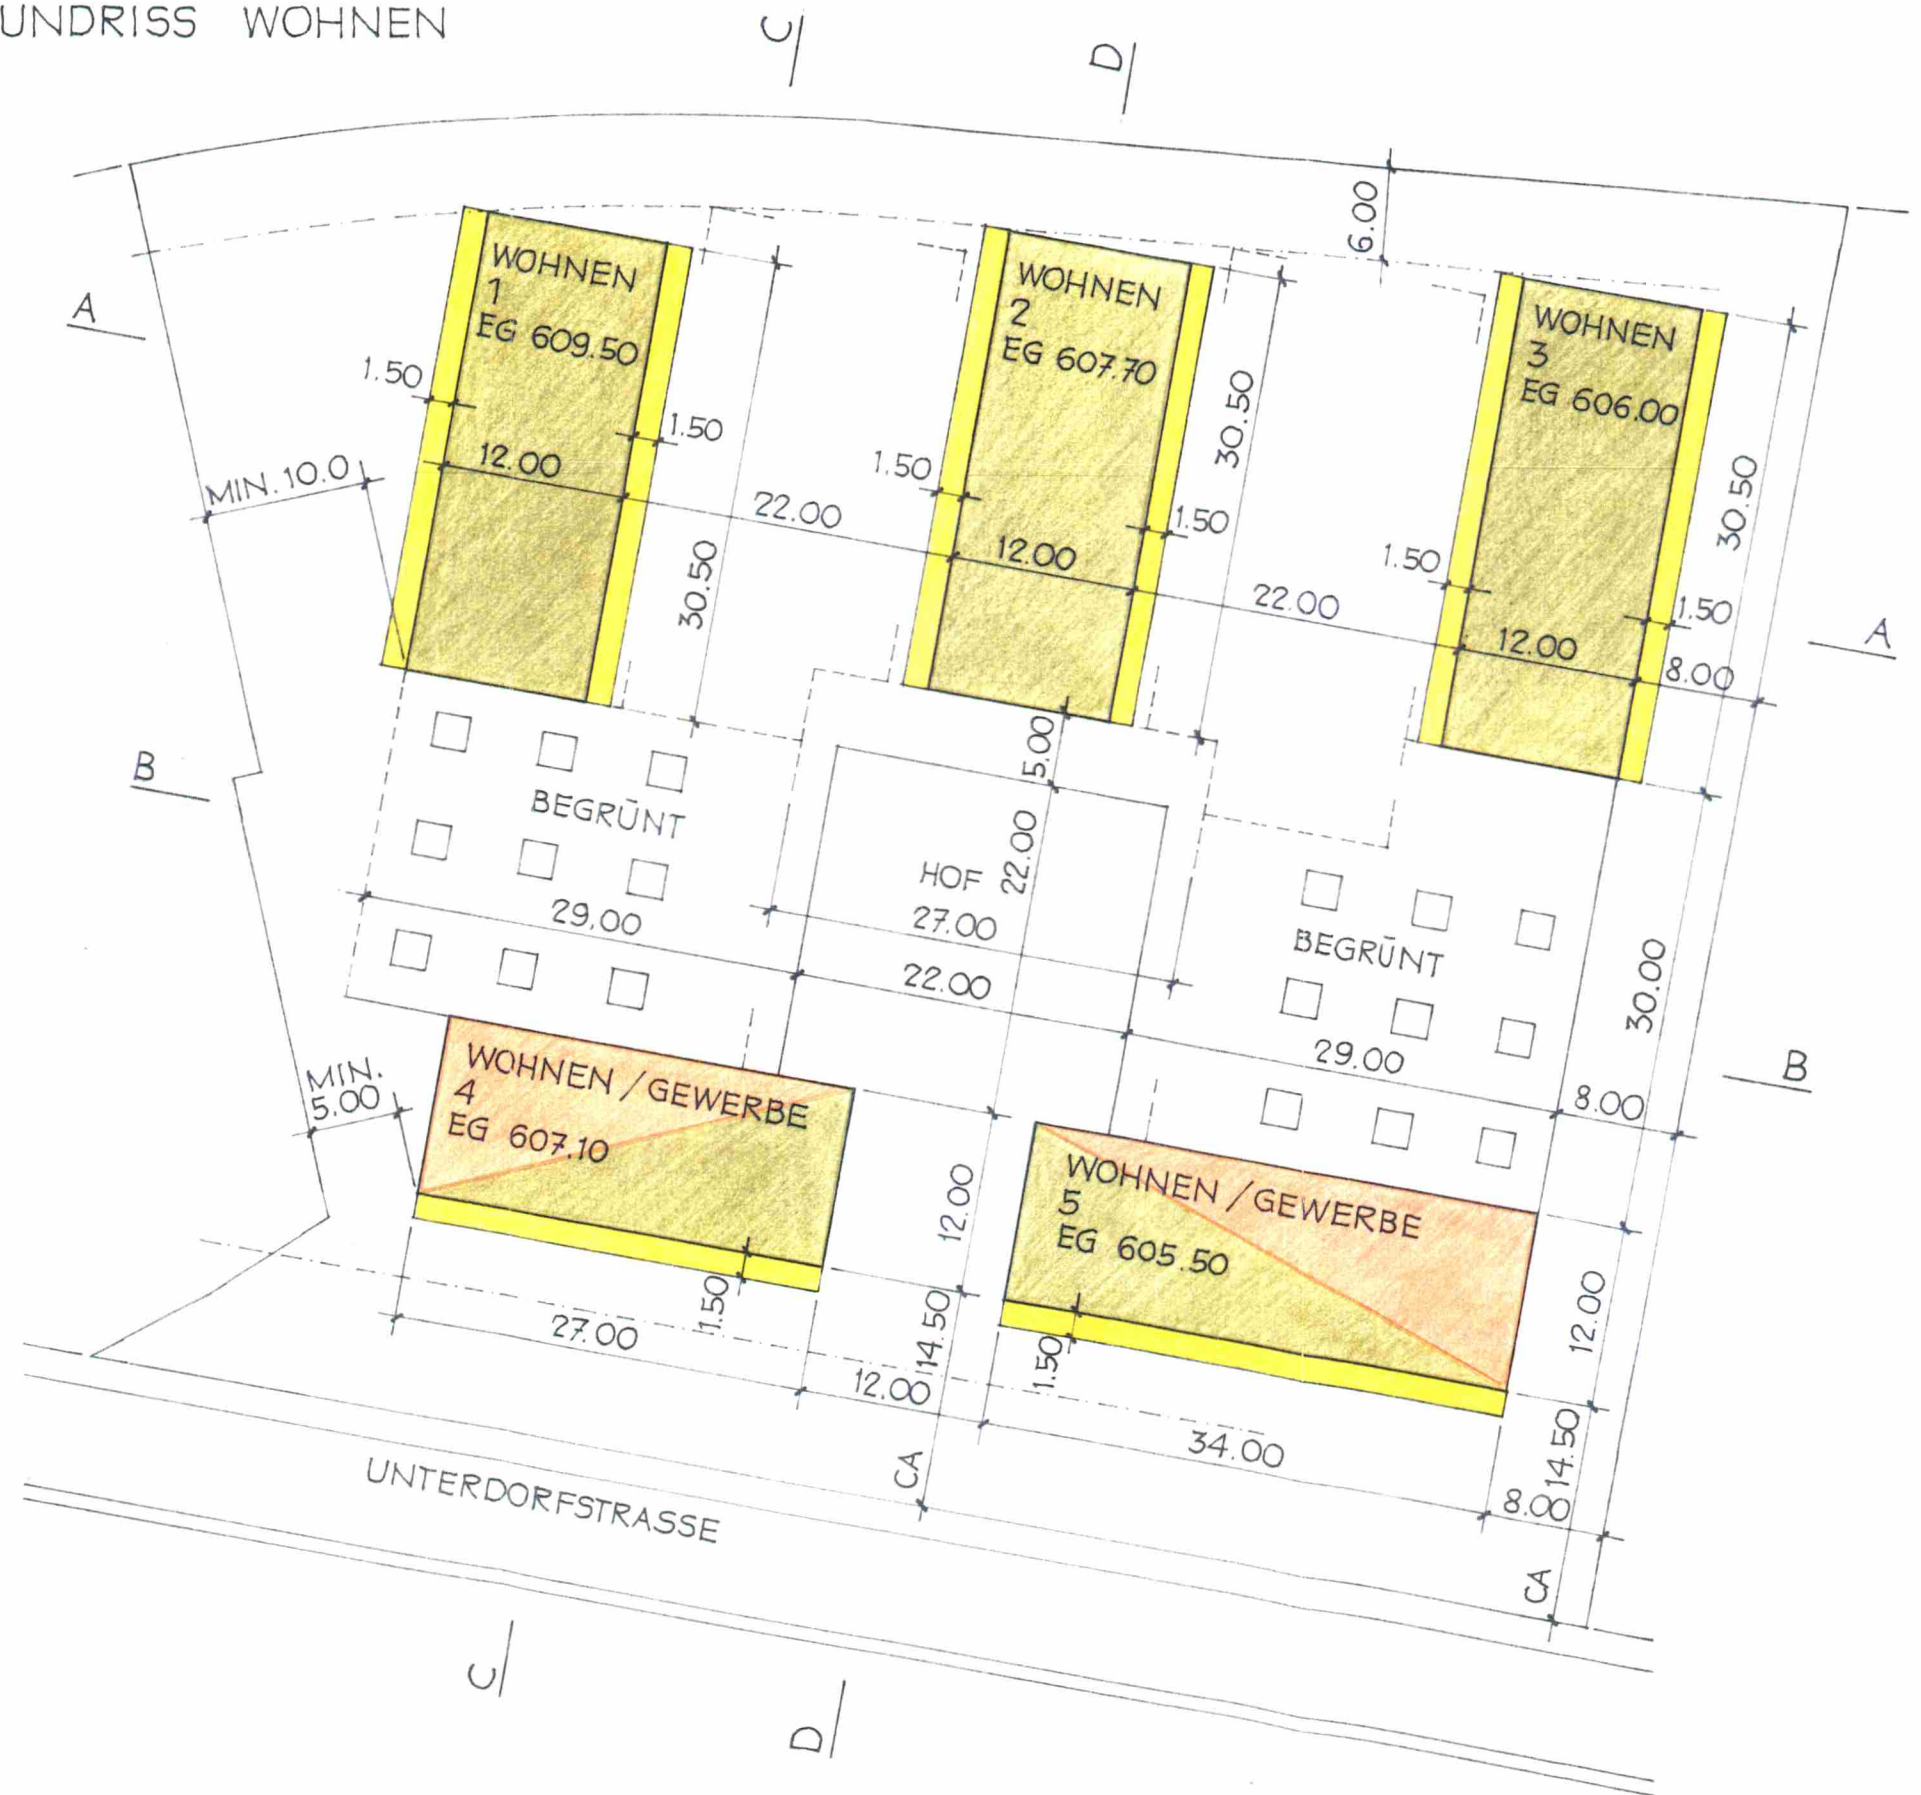 UNDRISS WOHNEN
C
D
6.00
A
WOHNEN
1
EG 609.50
WOHNEN
2
EG 607.70
WOHNEN
3
EG 606.00
1.50
1.50
12.00
MIN. 10.0
22.00
30.50
1.50
1.50
12.00
30.50
22.00
1.50
1.50
12.00
8.00
30.50
A
B
BEGRÜNT
5.00
22.00
HOF
27.00
29.00
22.00
BEGRÜNT
29.00
30.00
8.00
B
MIN.
5.00
WOHNEN / GEWERBE
4
EG 607.10
WOHNEN / GEWERBE
5
EG 605.50
12.00
12.00
1.50
27.00
14.50
12.00
1.50
34.00
14.50
8.00
CA
CA
UNTERDORFSTRASSE
C
D